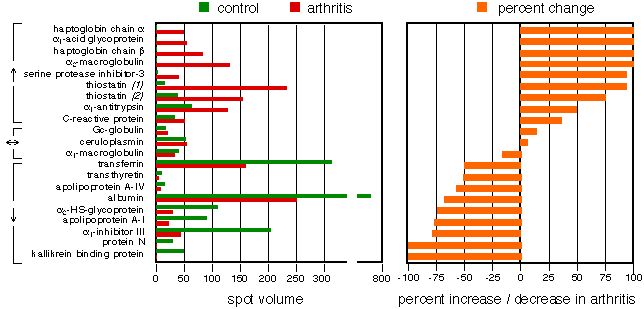 control arthritis
percent change
haptoglobin chain α
α₁-acid glycoprotein
haptoglobin chain β
α₂-macroglobulin
serine protease inhibitor-3
thiostatin (1)
thiostatin (2)
α₁-antitrypsin
C-reactive protein
Gc-globulin
ceruloplasmin
α₁-macroglobulin
transferrin
transthyretin
apolipoprotein A-IV
albumin
α₂-HS-glycoprotein
apolipoprotein A-I
α₁-inhibitor III
protein N
kallikrein binding protein
0 50 100 150 200 250 300 800
spot volume
-100 -75 -50 -25 0 25 50 75 100
percent increase / decrease in arthritis